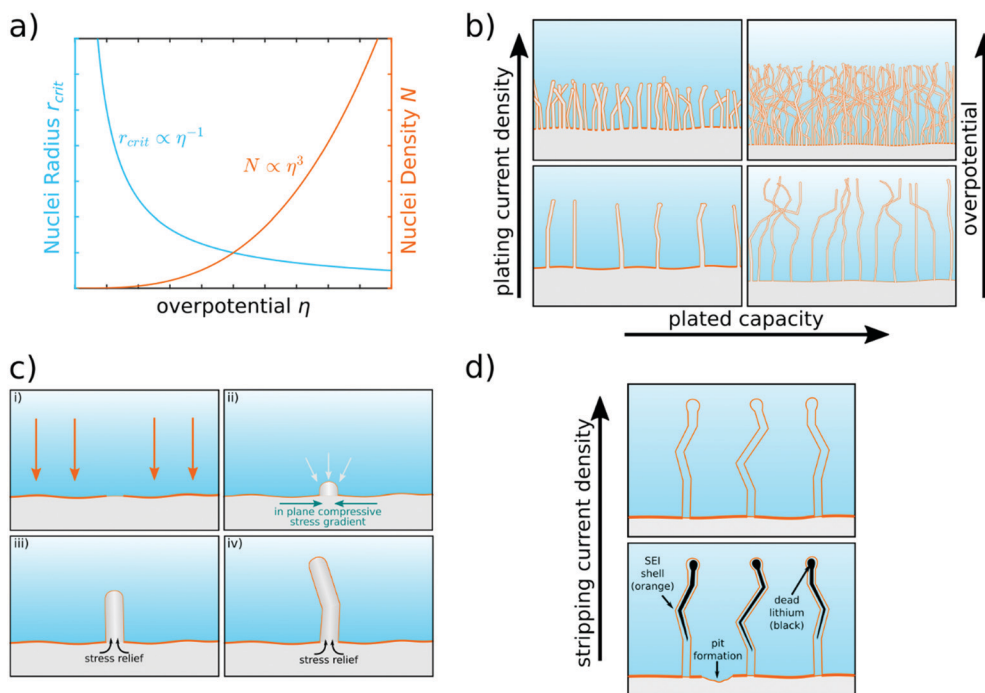 a)
Nuclei Radius r_crit
r_crit ∝ η⁻¹
N ∝ η³
Nuclei Density N
overpotential η
b)
plating current density
overpotential
plated capacity
c)
i)
ii)
in plane compressive
stress gradient
iii)
stress relief
iv)
stress relief
d)
stripping current density
SEI
shell
(orange)
dead
lithium
(black)
pit
formation